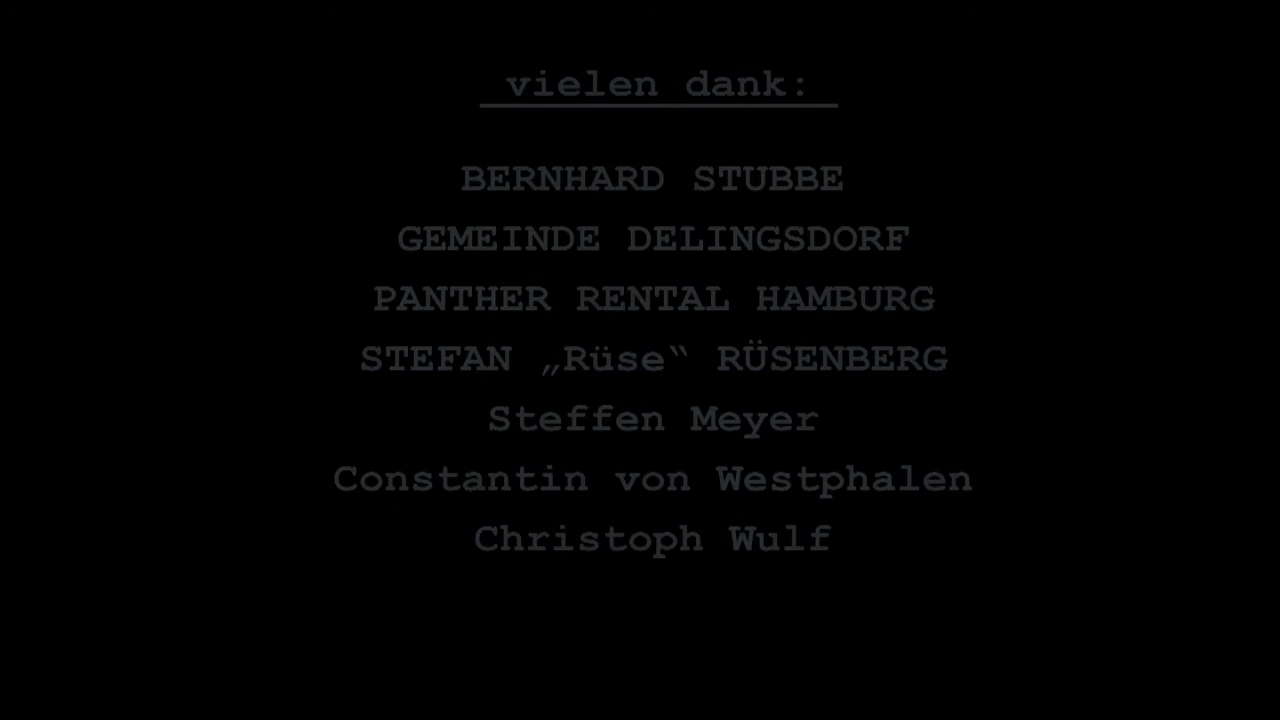 vielen dank:
BERNHARD STUBBE
GEMEINDE DELINGSDORF
PANTHER RENTAL HAMBURG
STEFAN „Rüse“ RÜSENBERG
Steffen Meyer
Constantin von Westphalen
Christoph Wulf